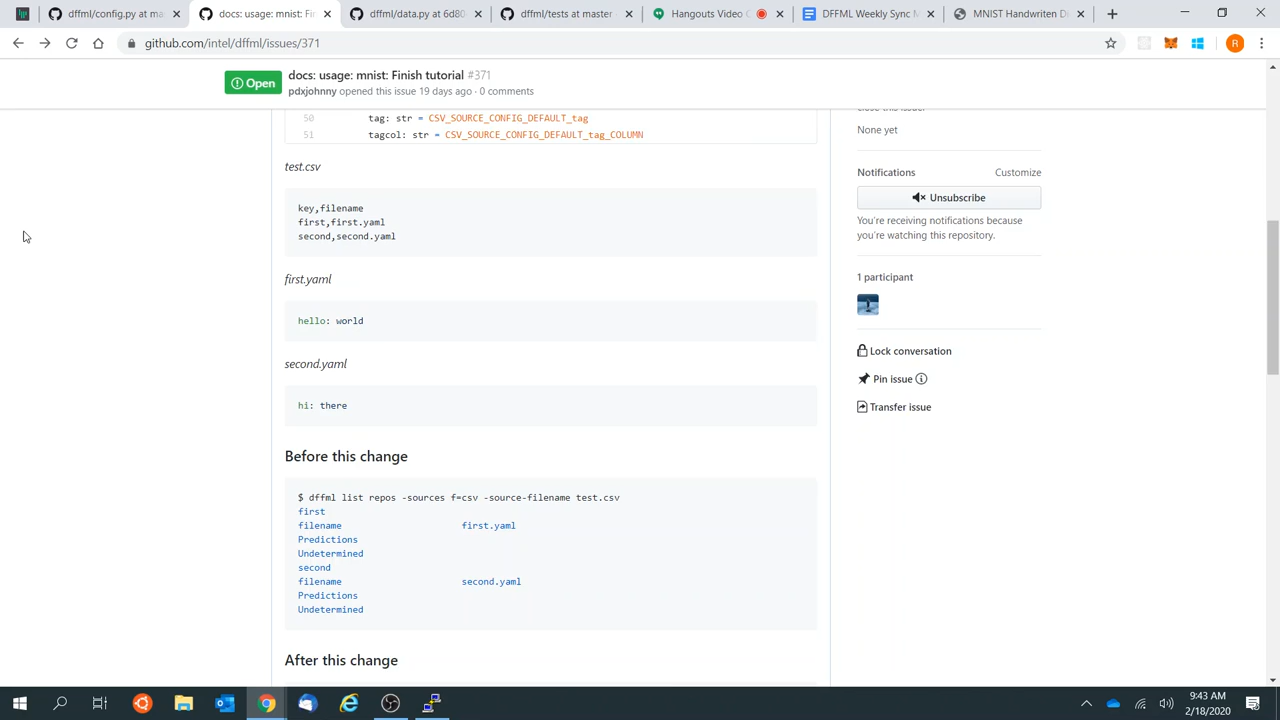 dffml/config.py at ma
docs: usage: mnist: Fi
dffml/data.py at 6d80
dffml/tests at master
Hangouts Video C
DFFML Weekly Sync M
MNIST Handwriten Di
github.com/intel/dffml/issues/371
R
Open
docs: usage: mnist: Finish tutorial #371
pdxjohnny opened this issue 19 days ago · 0 comments
50 tag: str = CSV_SOURCE_CONFIG_DEFAULT_tag
51 tagcol: str = CSV_SOURCE_CONFIG_DEFAULT_tag_COLUMN
test.csv
key,filename
first,first.yaml
second,second.yaml
first.yaml
hello: world
second.yaml
hi: there
Before this change
$ dffml list repos -sources f=csv -source-filename test.csv
first
filename first.yaml
Predictions
Undetermined
second
filename second.yaml
Predictions
Undetermined
After this change
close this issue.
None yet
Notifications Customize
Unsubscribe
You're receiving notifications because
you're watching this repository.
1 participant
Lock conversation
Pin issue
Transfer issue
9:43 AM
2/18/2020